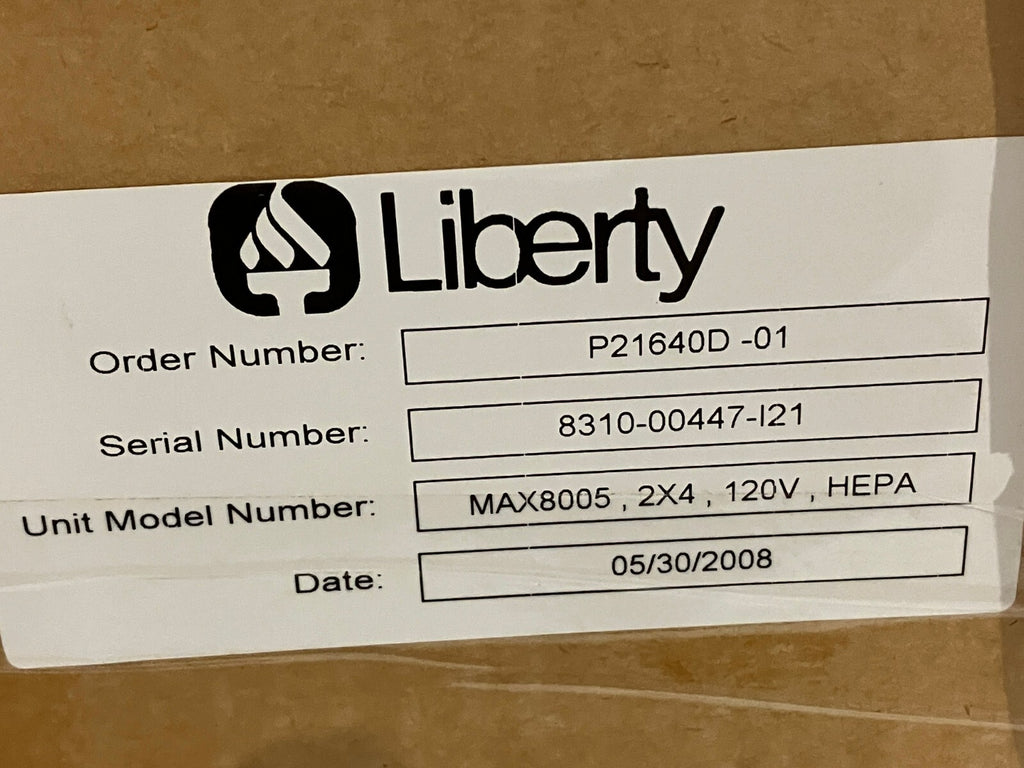 Liberty
Order Number: P21640D -01
Serial Number: 8310-00447-I21
Unit Model Number: MAX8005 , 2X4 , 120V , HEPA
Date: 05/30/2008